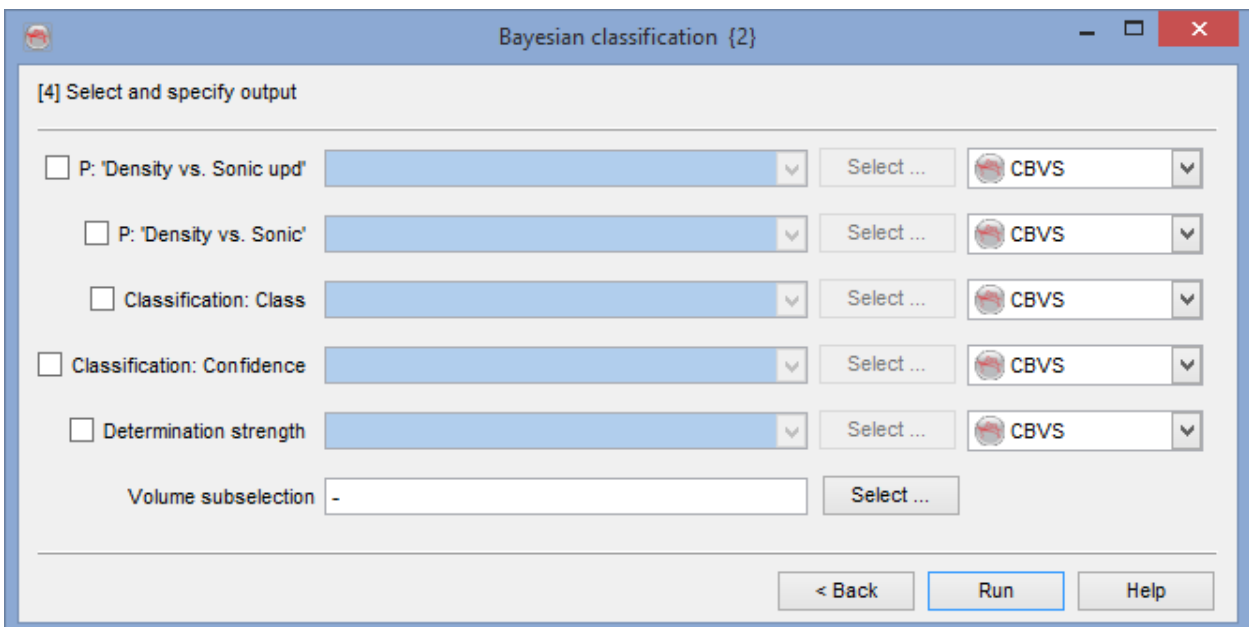 Bayesian classification {2}
[4] Select and specify output
P: 'Density vs. Sonic upd' Select ... CBVS
P: 'Density vs. Sonic' Select ... CBVS
Classification: Class Select ... CBVS
Classification: Confidence Select ... CBVS
Determination strength Select ... CBVS
Volume subselection - Select ...
< Back Run Help